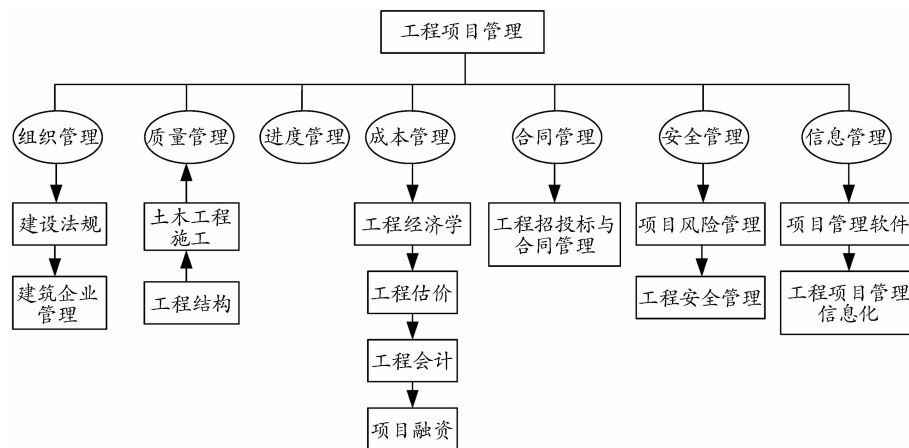 工程项目管理
组织管理
质量管理
进度管理
成本管理
合同管理
安全管理
信息管理
建设法规
土木工程
施工
工程经济学
工程招投标与
合同管理
项目风险管理
项目管理软件
建筑企业
管理
工程结构
工程估价
工程安全管理
工程项目管理
信息化
工程会计
项目融资